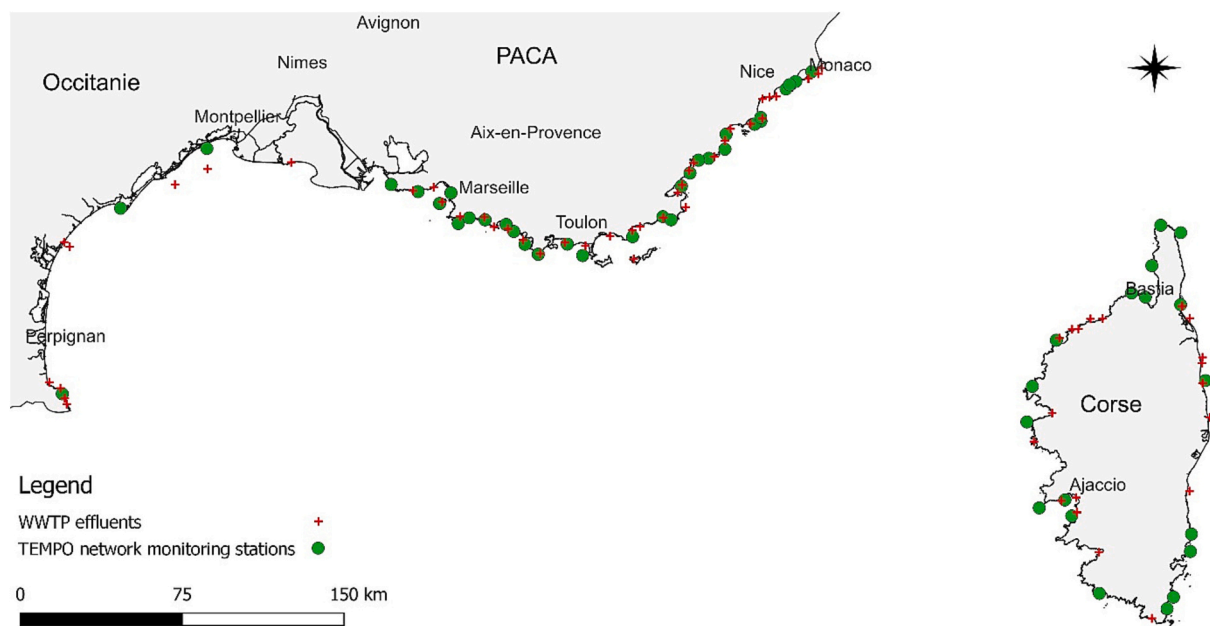 Avignon
PACA
Occitanie
Nimes
Nice
Monaco
Montpellier
Aix-en-Provence
Marseille
Toulon
Bastia
Perpignan
Corse
Ajaccio
Legend
WWTP effluents
TEMPO network monitoring stations
0 75 150 km